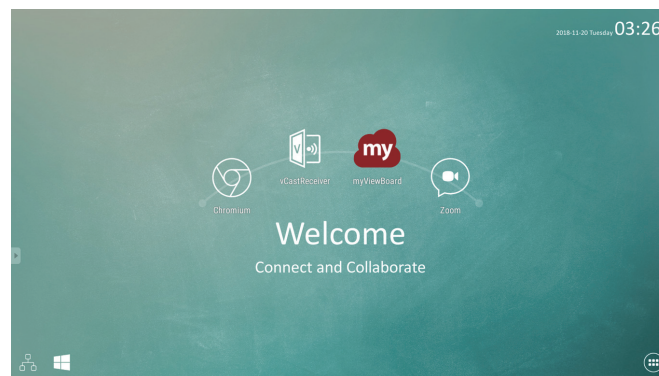 2018-11-20 Tuesday 03:26
V
my
vCastReceiver
myViewBoard
Chromium
Zoom
Welcome
Connect and Collaborate